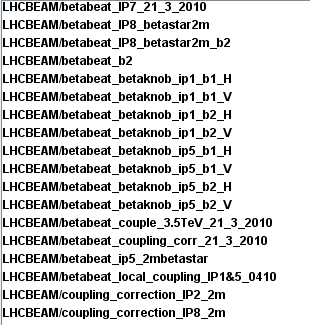 LHCBEAM/betabeat_IP7_21_3_2010
LHCBEAM/betabeat_IP8_betastar2m
LHCBEAM/betabeat_IP8_betastar2m_b2
LHCBEAM/betabeat_b2
LHCBEAM/betabeat_betaknob_ip1_b1_H
LHCBEAM/betabeat_betaknob_ip1_b1_V
LHCBEAM/betabeat_betaknob_ip1_b2_H
LHCBEAM/betabeat_betaknob_ip1_b2_V
LHCBEAM/betabeat_betaknob_ip5_b1_H
LHCBEAM/betabeat_betaknob_ip5_b1_V
LHCBEAM/betabeat_betaknob_ip5_b2_H
LHCBEAM/betabeat_betaknob_ip5_b2_V
LHCBEAM/betabeat_couple_3.5TeV_21_3_2010
LHCBEAM/betabeat_coupling_corr_21_3_2010
LHCBEAM/betabeat_ip5_2mbetastar
LHCBEAM/betabeat_local_coupling_IP1&5_0410
LHCBEAM/coupling_correction_IP2_2m
LHCBEAM/coupling_correction_IP8_2m